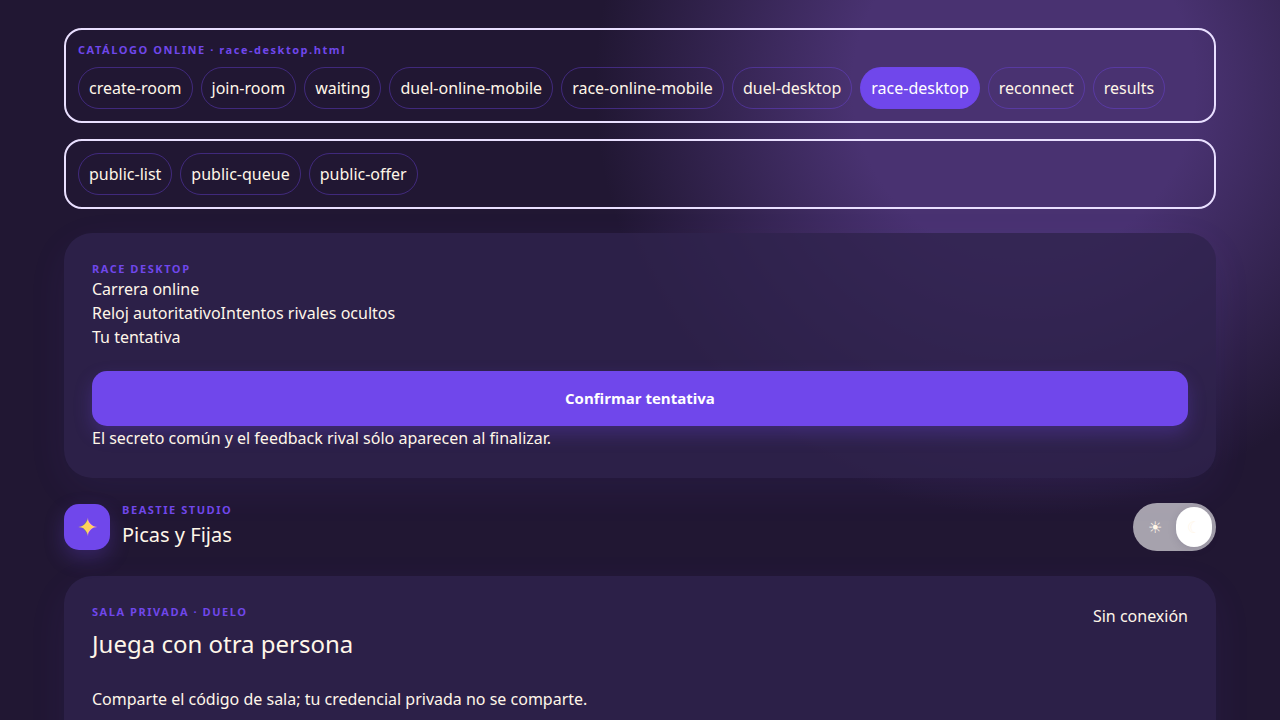 CATÁLOGO ONLINE · race-desktop.html
create-room join-room waiting duel-online-mobile race-online-mobile duel-desktop race-desktop reconnect results
public-list public-queue public-offer
RACE DESKTOP
Carrera online
Reloj autoritativoIntentos rivales ocultos
Tu tentativa
Confirmar tentativa
El secreto común y el feedback rival sólo aparecen al finalizar.
BEASTIE STUDIO
Picas y Fijas
SALA PRIVADA · DUELO
Sin conexión
Juega con otra persona
Comparte el código de sala; tu credencial privada no se comparte.